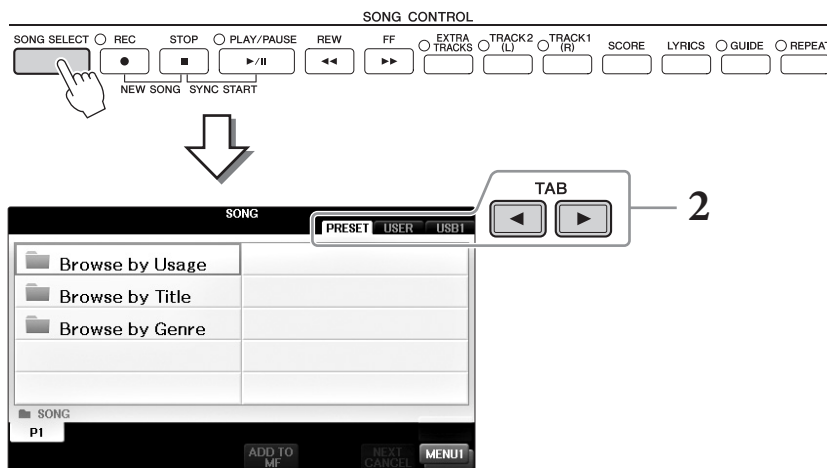 SONG CONTROL
SONG SELECT REC STOP PLAY/PAUSE REW FF EXTRA TRACKS TRACK2 (L) TRACK1 (R) SCORE LYRICS GUIDE REPEAT
NEW SONG SYNC START
TAB
2
SONG
PRESET USER USB1
Browse by Usage
Browse by Title
Browse by Genre
SONG
P1
ADD TO MF NEXT CANCEL MENU1